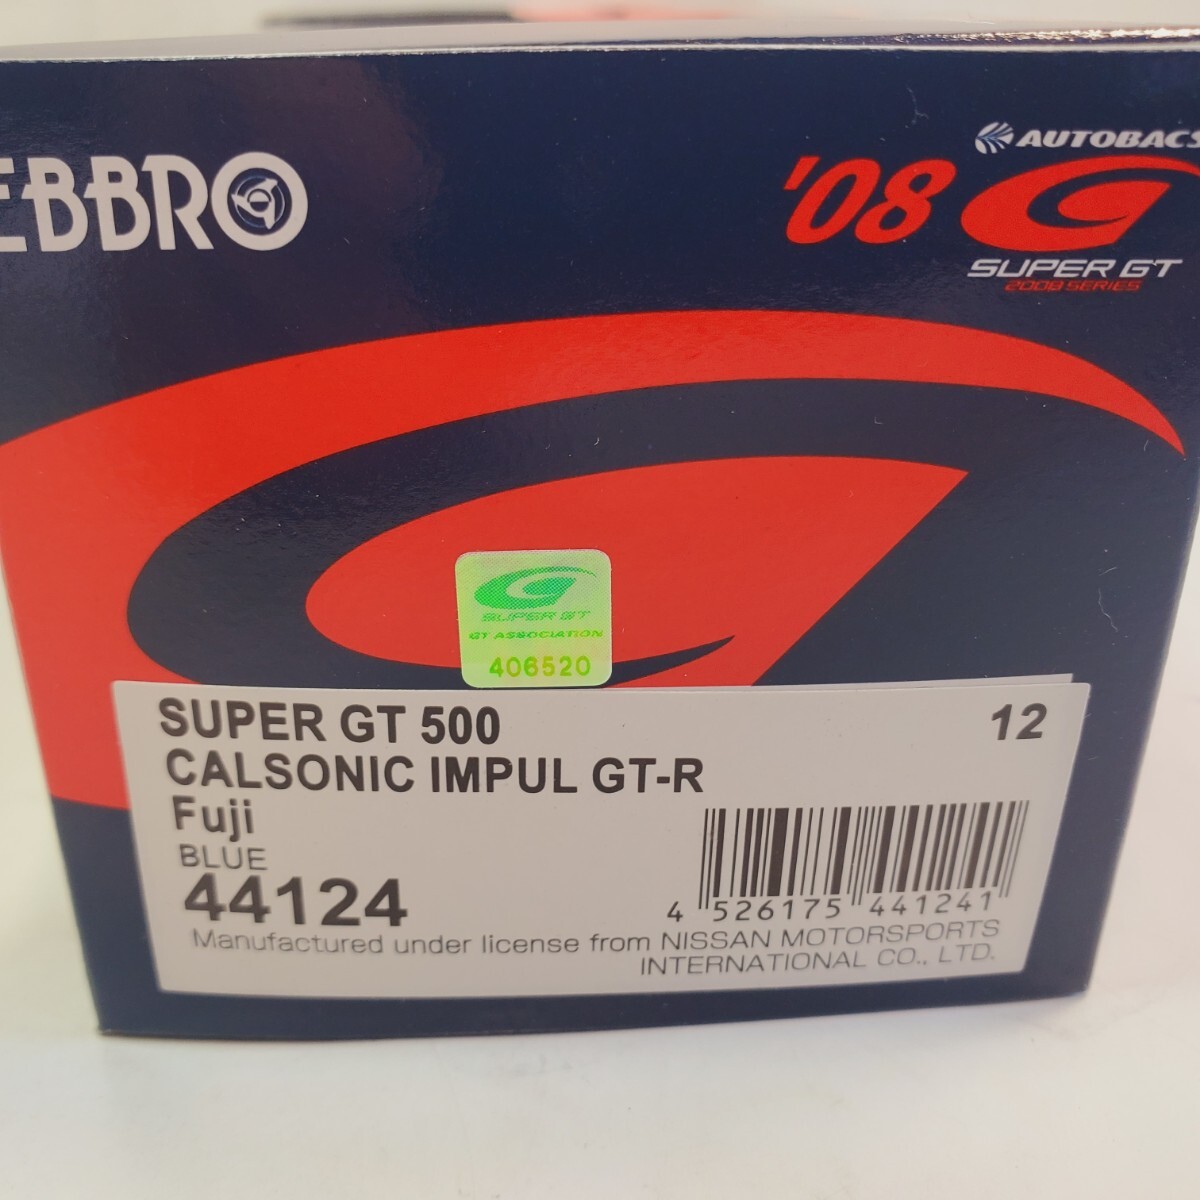 EBBRO
AUTOBACS
'08
SUPER GT
2008 SERIES
SUPER GT
GT ASSOCIATION
406520
SUPER GT 500
12
CALSONIC IMPUL GT-R
Fuji
BLUE
44124
4 526175 441241
Manufactured under license from NISSAN MOTORSPORTS
INTERNATIONAL CO., LTD.